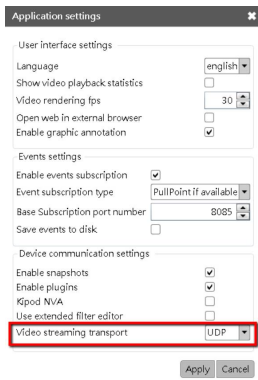 Application settings
User interface settings
Language english
Show video playback statistics
Video rendering fps 30
Open web in external browser
Enable graphic annotation
Events settings
Enable events subscription
Event subscription type PullPoint if available
Base Subscription port number 8085
Save events to disk
Device communication settings
Enable snapshots
Enable plugins
Kipod NVA
Use extended filter editor
Video streaming transport UDP
Apply Cancel